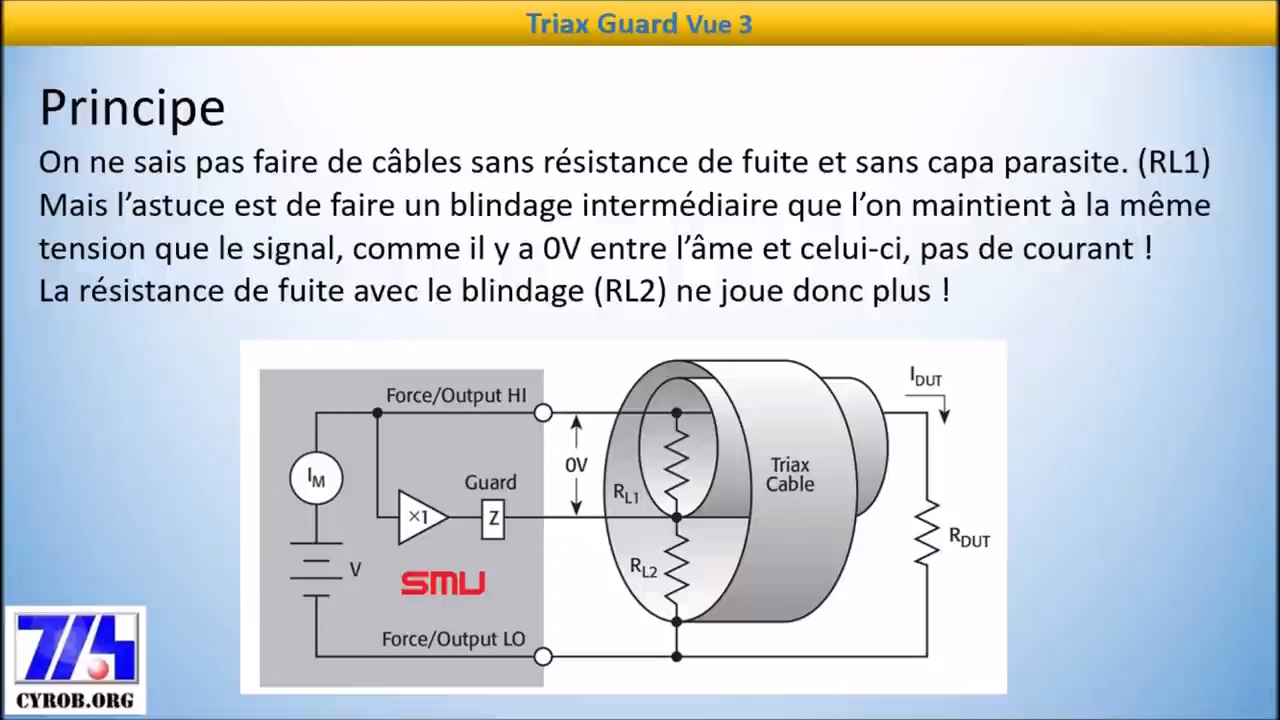 Triax Guard Vue 3
Principe
On ne sais pas faire de câbles sans résistance de fuite et sans capa parasite. (RL1)
Mais l’astuce est de faire un blindage intermédiaire que l’on maintient à la même
tension que le signal, comme il y a 0V entre l’âme et celui-ci, pas de courant !
La résistance de fuite avec le blindage (RL2) ne joue donc plus !
Force/Output HI
IDUT
IM
0V
Triax
Cable
Guard
RL1
×1
Z
RDUT
V
SMU
RL2
Force/Output LO
CYROB.ORG